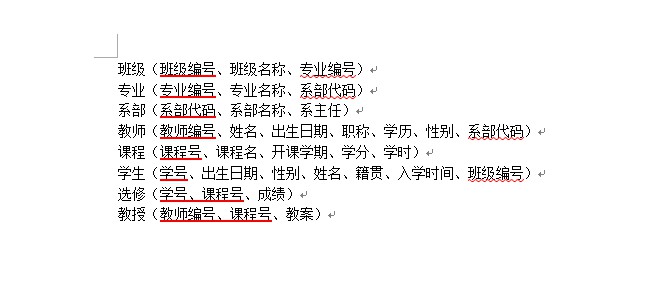 班级（班级编号、班级名称、专业编号）
专业（专业编号、专业名称、系部代码）
系部（系部代码、系部名称、系主任）
教师（教师编号、姓名、出生日期、职称、学历、性别、系部代码）
课程（课程号、课程名、开课学期、学分、学时）
学生（学号、出生日期、性别、姓名、籍贯、入学时间、班级编号）
选修（学号、课程号、成绩）
教授（教师编号、课程号、教案）